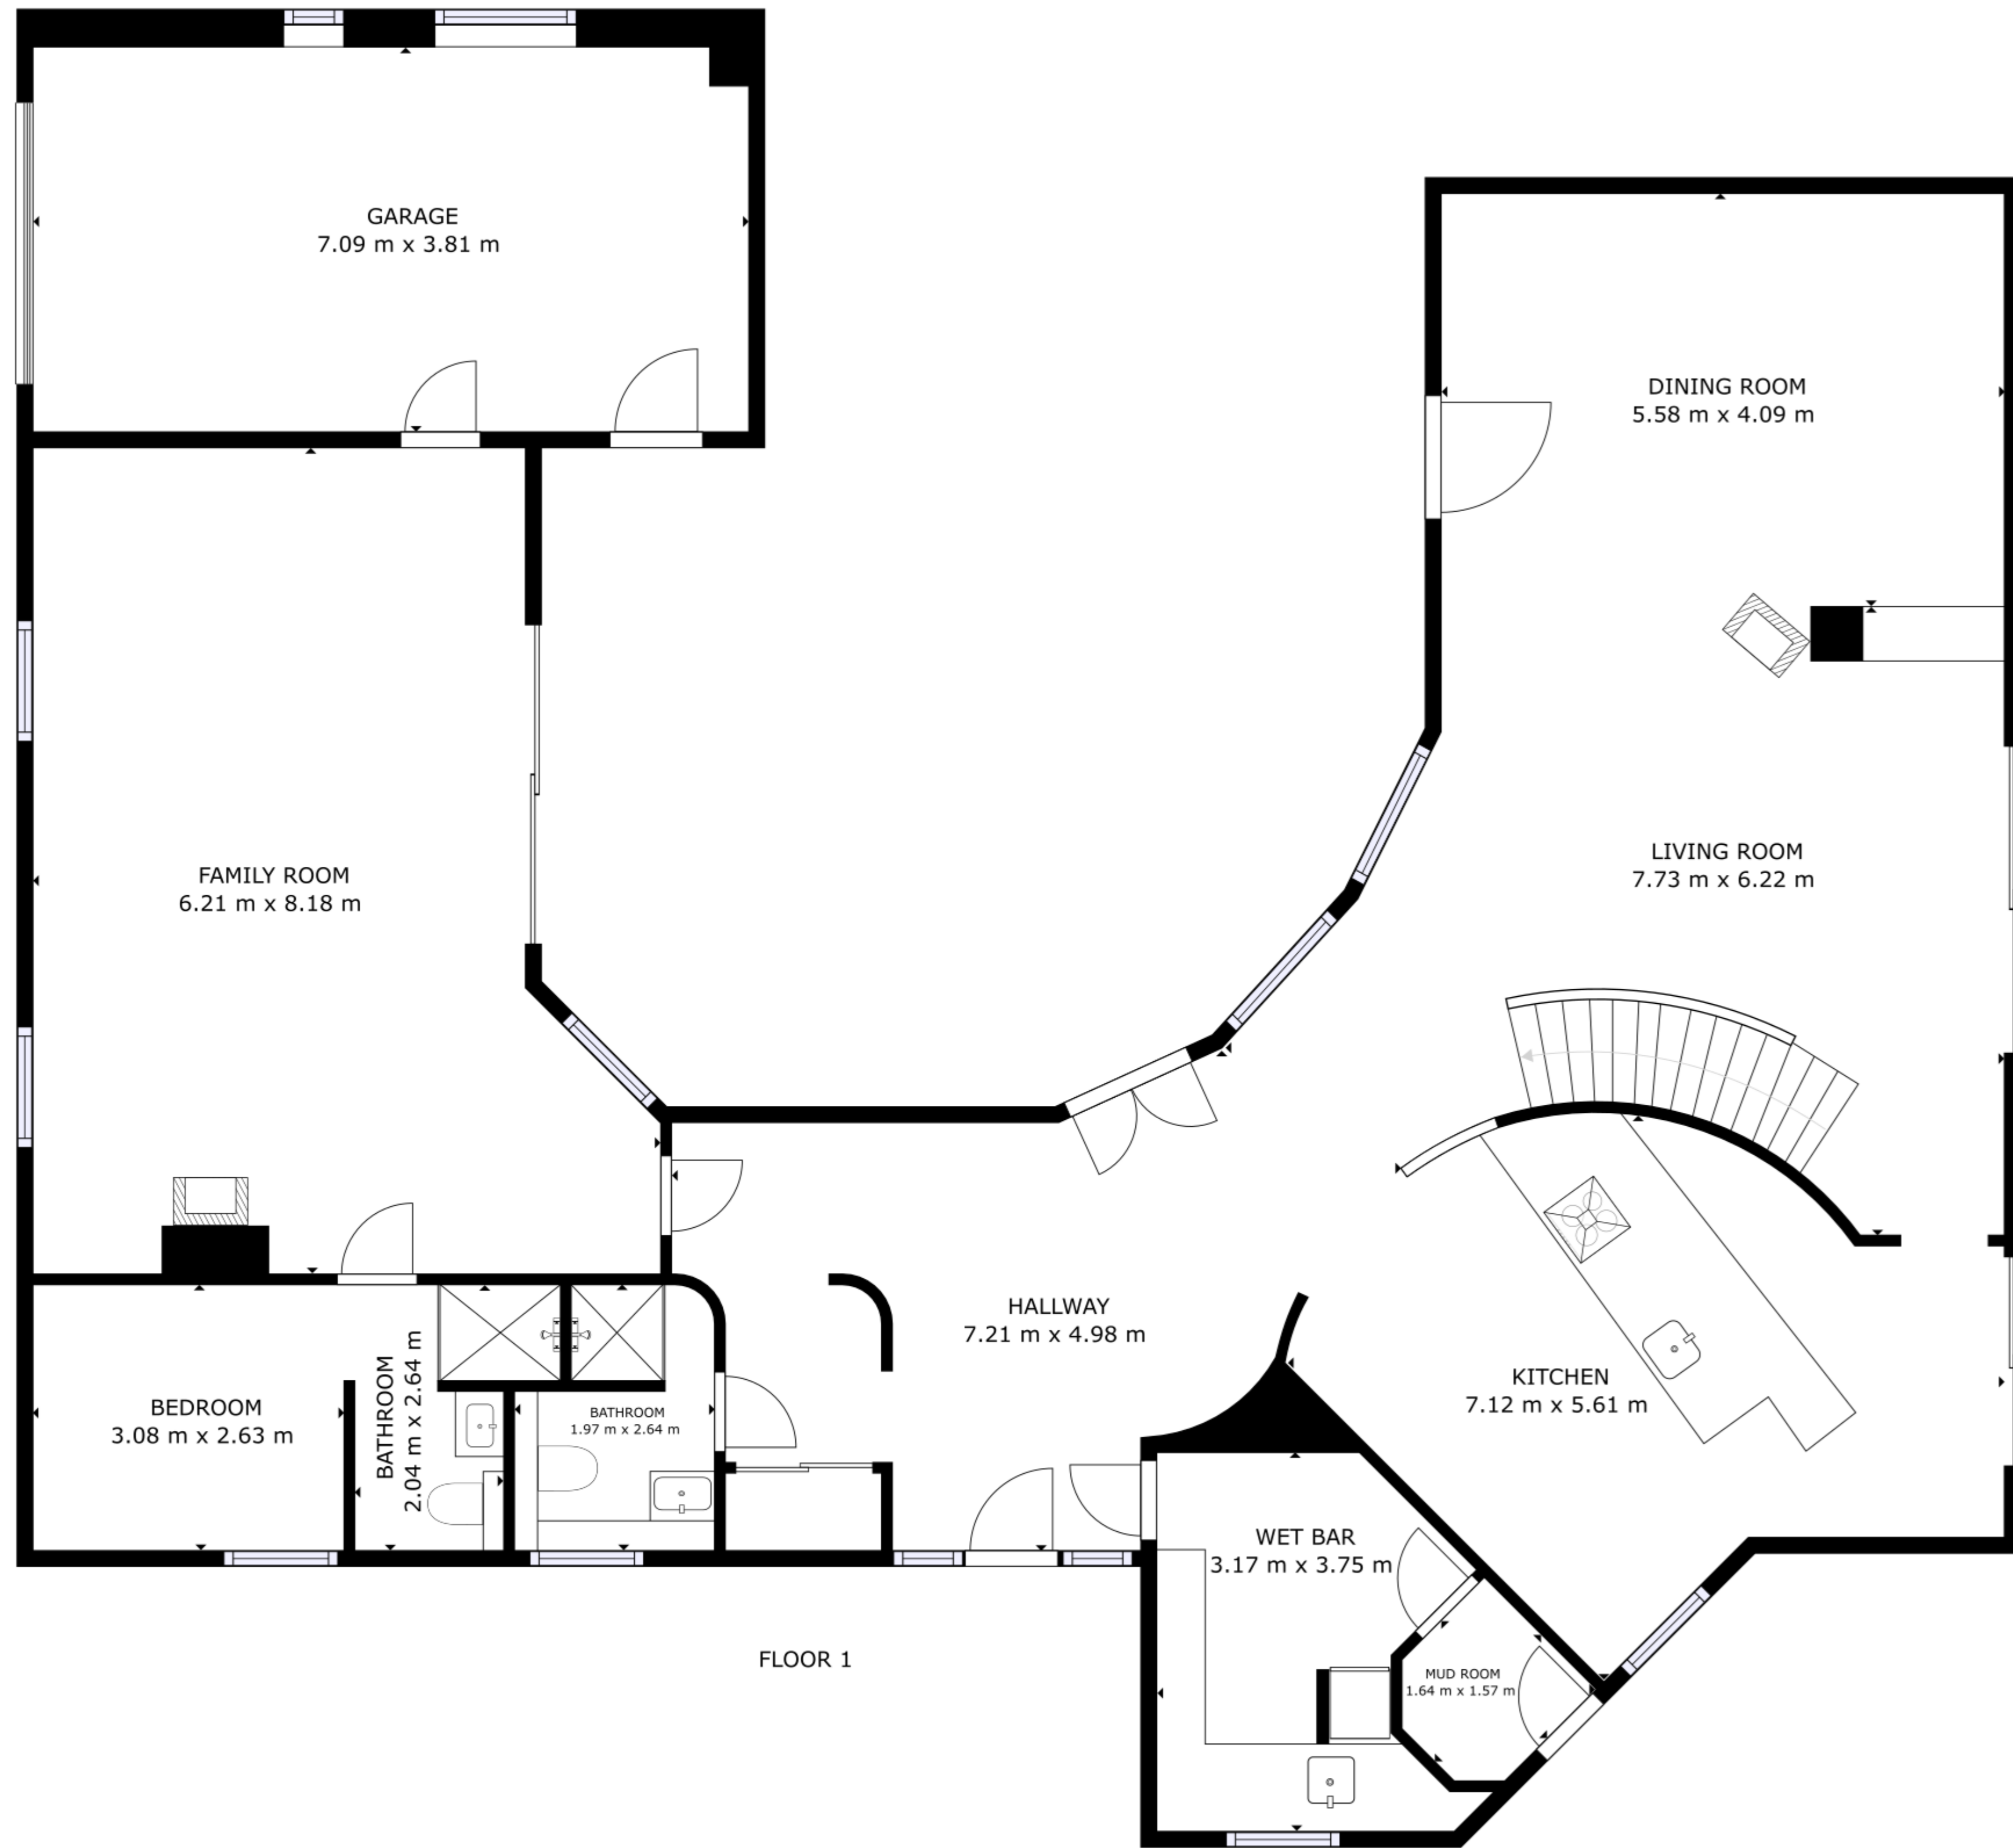 GARAGE
7.09 m x 3.81 m
DINING ROOM
5.58 m x 4.09 m
FAMILY ROOM
6.21 m x 8.18 m
LIVING ROOM
7.73 m x 6.22 m
HALLWAY
7.21 m x 4.98 m
KITCHEN
7.12 m x 5.61 m
BEDROOM
3.08 m x 2.63 m
BATHROOM
2.04 m x 2.64 m
BATHROOM
1.97 m x 2.64 m
WET BAR
3.17 m x 3.75 m
MUD ROOM
1.64 m x 1.57 m
FLOOR 1